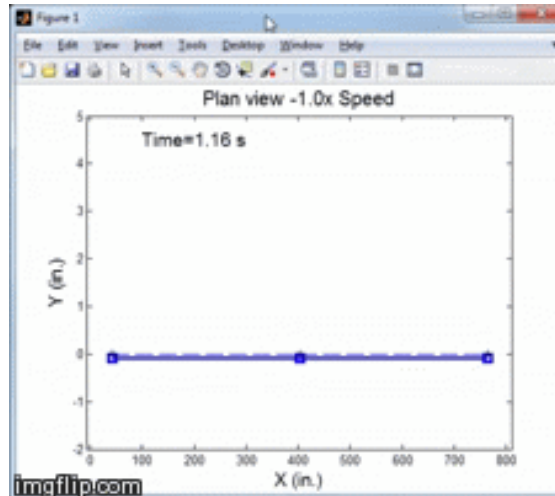 Figure 1
File Edit View Insert Tools Desktop Window Help
Plan view -1.0x Speed
Time=1.16 s
5
4
3
2
1
0
-1
-2
Y (in.)
0 100 200 300 400 500 600 700 800
X (in.)
imgflip.com